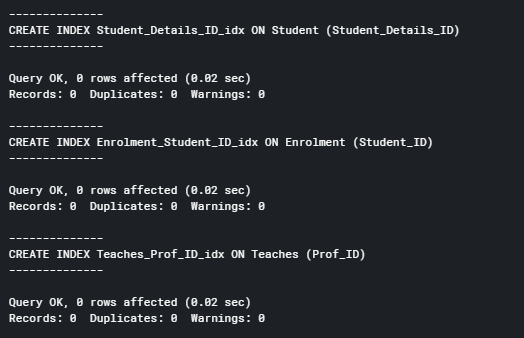 --------------
CREATE INDEX Student_Details_ID_idx ON Student (Student_Details_ID)
--------------
Query OK, 0 rows affected (0.02 sec)
Records: 0  Duplicates: 0  Warnings: 0
--------------
CREATE INDEX Enrolment_Student_ID_idx ON Enrolment (Student_ID)
--------------
Query OK, 0 rows affected (0.02 sec)
Records: 0  Duplicates: 0  Warnings: 0
--------------
CREATE INDEX Teaches_Prof_ID_idx ON Teaches (Prof_ID)
--------------
Query OK, 0 rows affected (0.02 sec)
Records: 0  Duplicates: 0  Warnings: 0